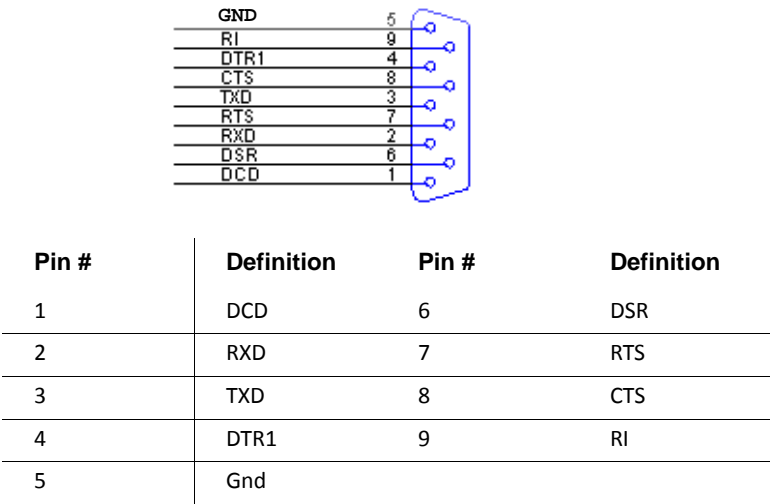 GND 5
RI 9
DTR1 4
CTS 8
TXD 3
RTS 7
RXD 2
DSR 6
DCD 1
Pin # Definition Pin # Definition
1 DCD 6 DSR
2 RXD 7 RTS
3 TXD 8 CTS
4 DTR1 9 RI
5 Gnd